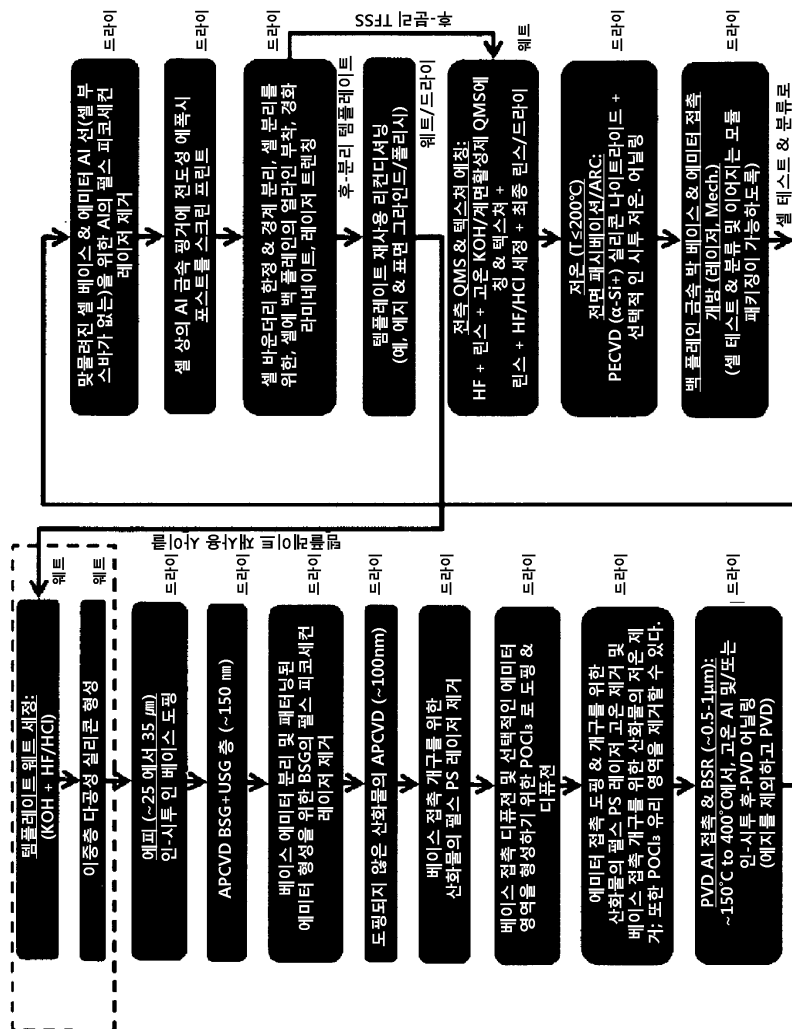 템플레이트 웨트 세정:
(KOH + HF/HCl)
웨트
이중층 다공성 실리콘 형성
웨트
템플레이트 재사용 사이클
에피 (~25 에서 35 ㎛)
인-시투 인 베이스 도핑
드라이
APCVD BSG+USG 층 (~150 ㎚)
드라이
베이스 에미터 분리 및 패터닝된
에미터 형성을 위한 BSG의 펄스 피코세컨
레이저 제거
드라이
도핑되지 않은 산화물의 APCVD (~100nm)
드라이
베이스 접촉 개구를 위한
산화물의 펄스 PS 레이저 제거
드라이
베이스 접촉 디퓨전 및 선택적인 에미터
영역을 형성하기 위한 POCl₃ 로 도핑 &
디퓨전
드라이
에미터 접촉 도핑 & 개구를 위한
산화물의 펄스 PS 레이저 고온 제거 및
베이스 접촉 개구를 위한 산화물의 저온 제
거; 또한 POCl₃ 유리 영역을 제거할 수 있다.
드라이
PVD Al 접촉 & BSR (~0.5-1μm):
~150˚C to 400˚C에서, 고온 Al 및/또는
인-시투 후-PVD 어닐링
(에지를 제외하고 PVD)
드라이
맞물려진 셀 베이스 & 에미터 Al 선(셀 부
스바가 없는)을 위한 Al의 펄스 피코세컨
레이저 제거
드라이
셀 상의 Al 금속 핑거에 전도성 에폭시
포스트를 스크린 프린트
드라이
셀 바운더리 한정 & 경계 분리, 셀 분리를
위한, 셀에 백 플레인의 얼라인 부착, 경화
라미네이트, 레이저 트렌칭
드라이
후-분리 TFSS
후-분리 템플레이트
템플레이트 재사용 리컨디셔닝
(예, 에지 & 표면 그라인드/폴리시)
웨트/드라이
전측 QMS & 텍스쳐 에칭:
HF + 린스 + 고온 KOH/계면활성제 QMS에
칭 & 텍스쳐 +
린스 + HF/HCl 세정 + 최종 린스/드라이
웨트
저온 (T≤200℃)
전면 패시베이션/ARC:
PECVD (α-Si+) 실리콘 나이트라이드 +
선택적 인 시투 저온. 어닐링
드라이
백 플레인 금속 박 베이스 & 에미터 접촉
개방 (레이저, Mech.)
(셀 테스트 & 분류 및 이어지는 모듈
패키징이 가능하도록)
드라이
셀 테스트 & 분류로